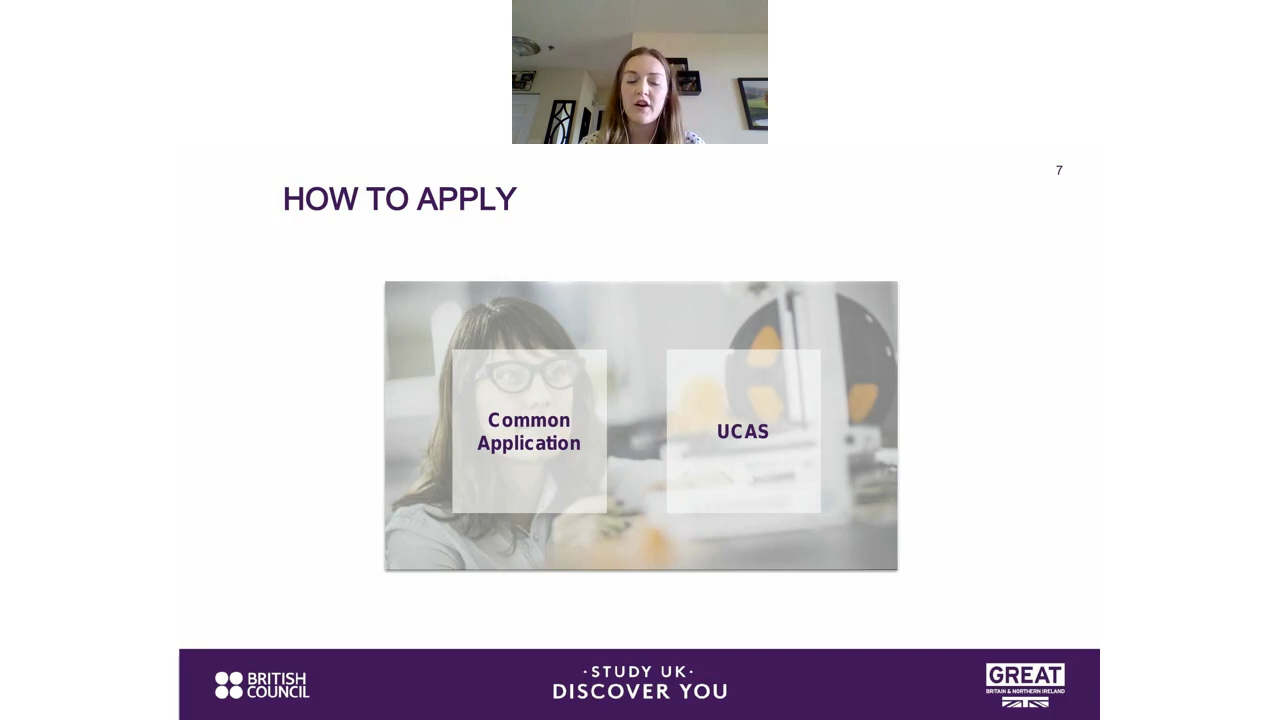 7
HOW TO APPLY
Common
Application
UCAS
BRITISH
COUNCIL
·STUDY UK·
DISCOVER YOU
GREAT
BRITAIN & NORTHERN IRELAND